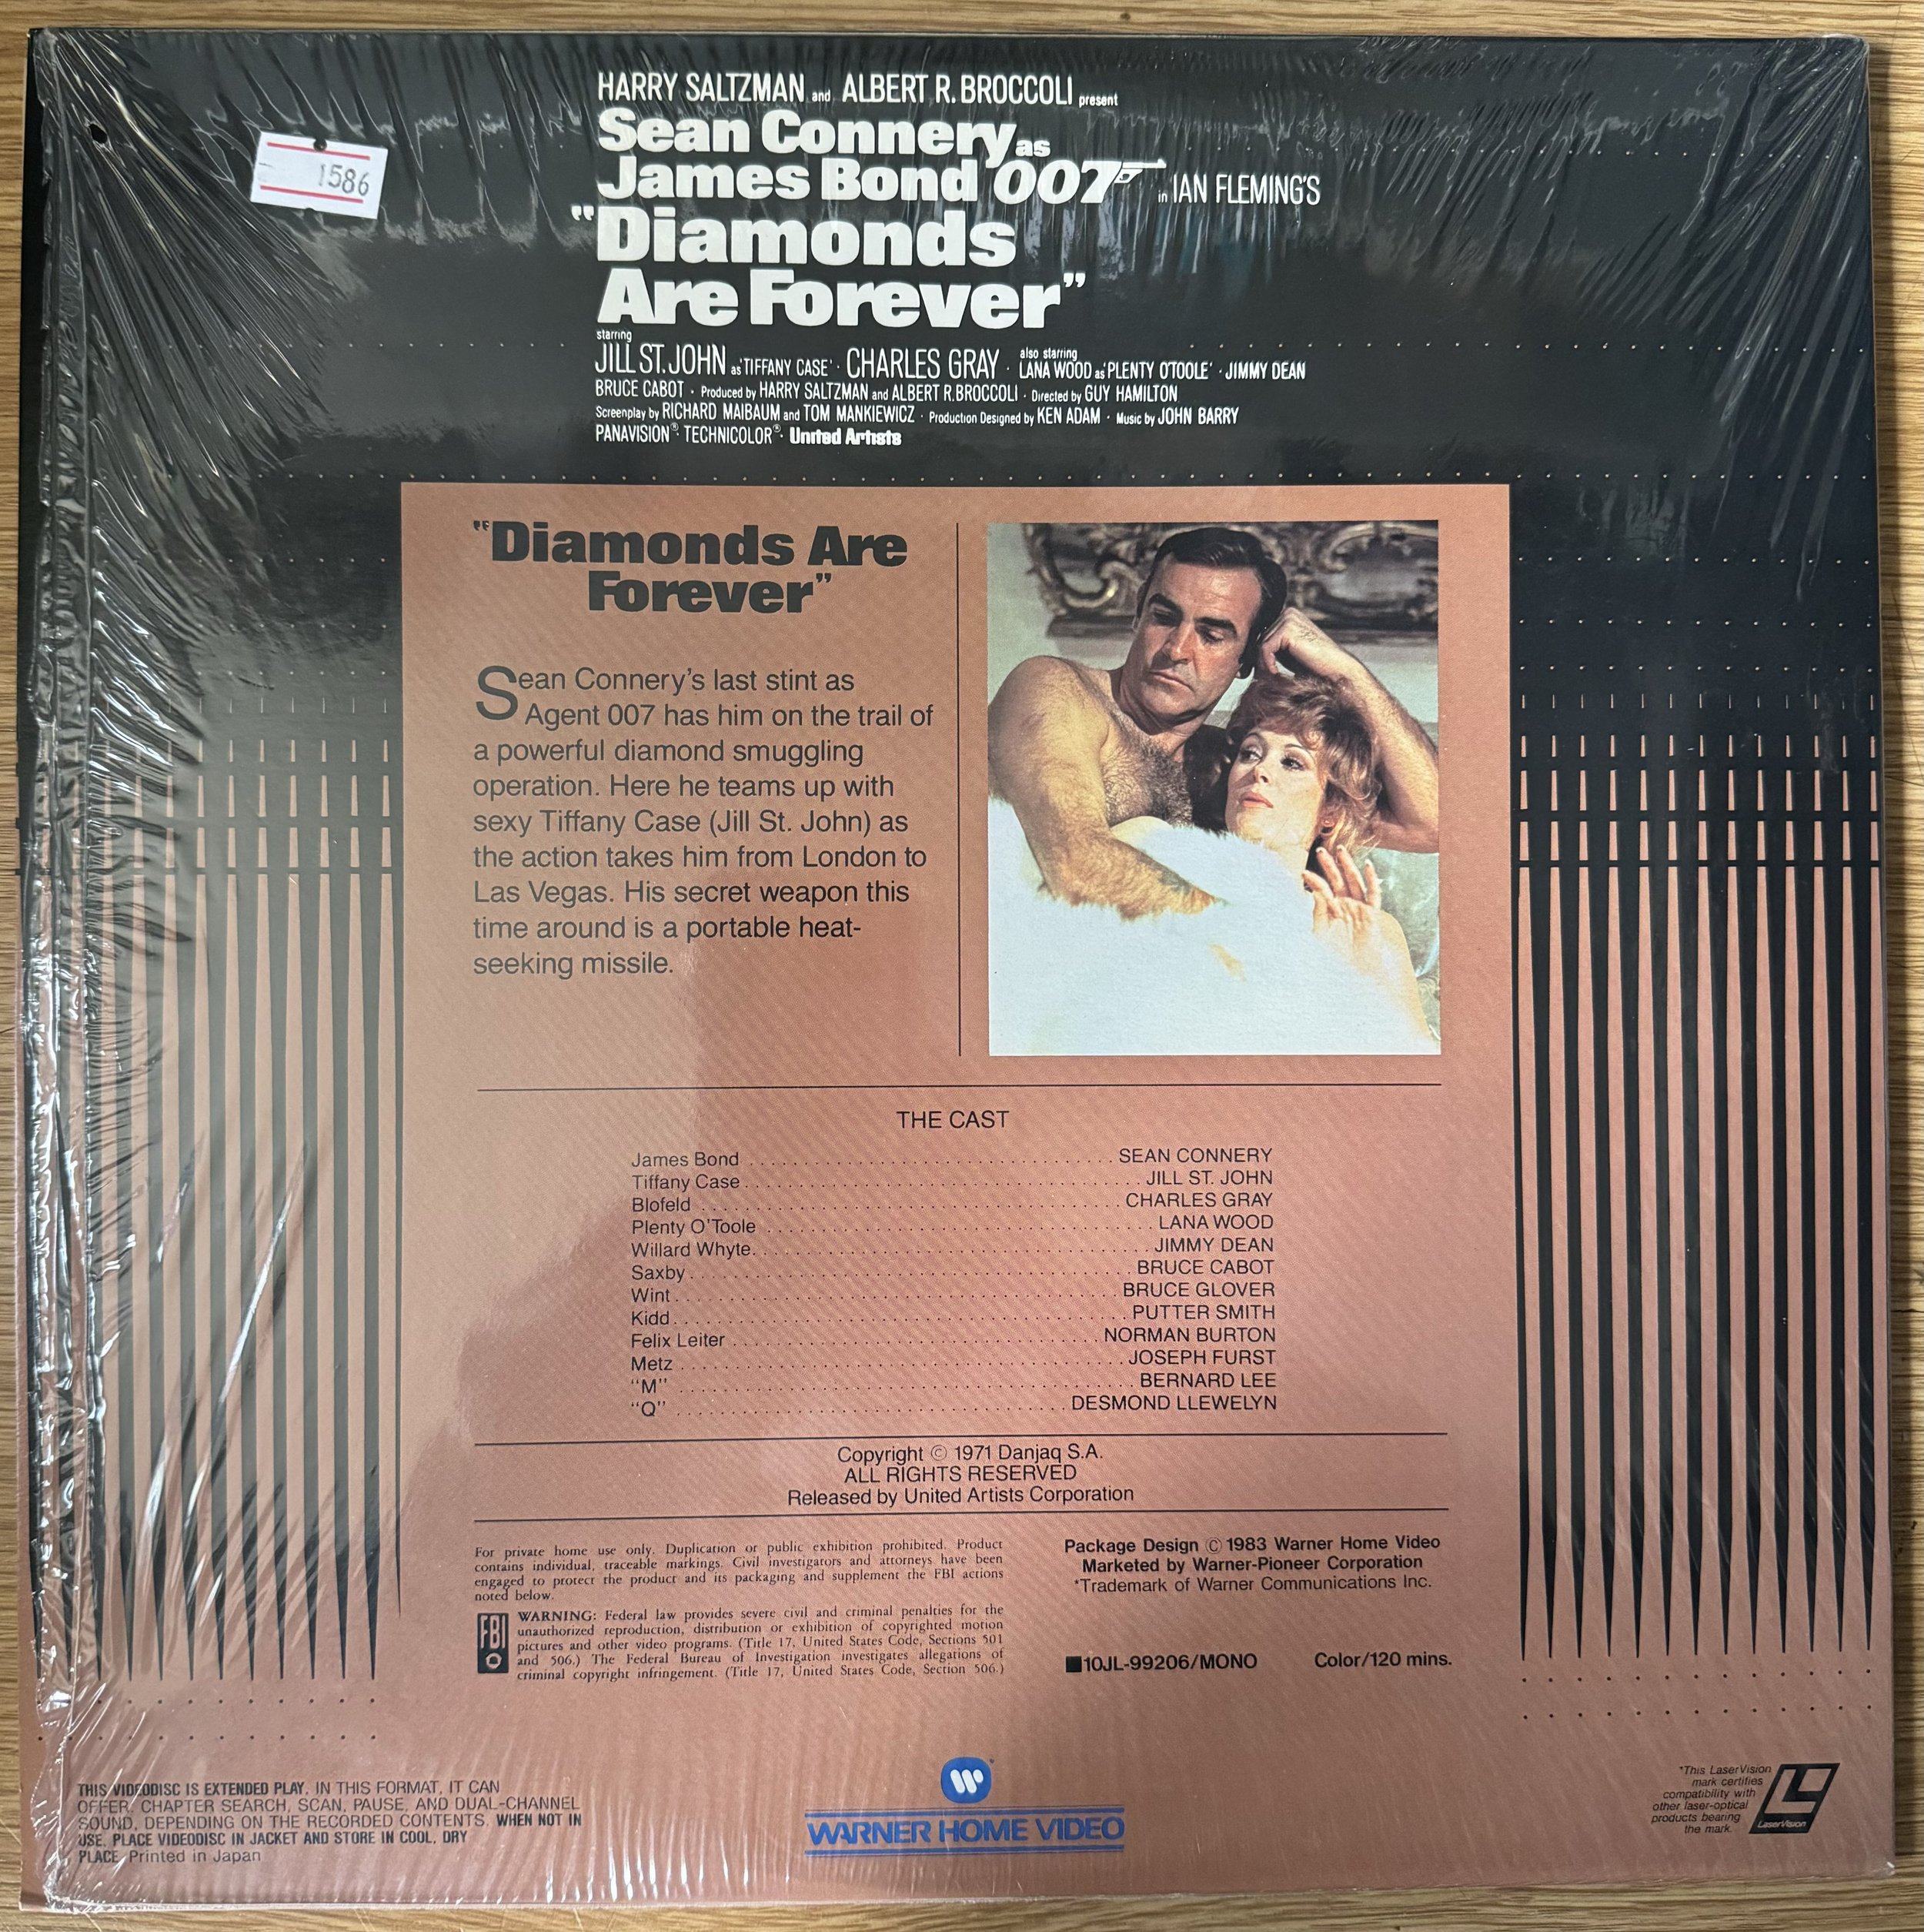 HARRY SALTZMAN and ALBERT R. BROCCOLI present
Sean Connery as
James Bond 007 in IAN FLEMING'S
"Diamonds
Are Forever"
1586
starring
JILL ST. JOHN as 'TIFFANY CASE' · CHARLES GRAY · also starring LANA WOOD as 'PLENTY O'TOOLE' · JIMMY DEAN
BRUCE CABOT · Produced by HARRY SALTZMAN and ALBERT R. BROCCOLI · Directed by GUY HAMILTON
Screenplay by RICHARD MAIBAUM and TOM MANKIEWICZ · Production Designed by KEN ADAM · Music by JOHN BARRY
PANAVISION® TECHNICOLOR® · United Artists
"Diamonds Are
Forever"
Sean Connery's last stint as
Agent 007 has him on the trail of
a powerful diamond smuggling
operation. Here he teams up with
sexy Tiffany Case (Jill St. John) as
the action takes him from London to
Las Vegas. His secret weapon this
time around is a portable heat-
seeking missile.
THE CAST
James Bond . . . . . . . . . . SEAN CONNERY
Tiffany Case . . . . . . . . . . JILL ST. JOHN
Blofeld . . . . . . . . . . CHARLES GRAY
Plenty O'Toole . . . . . . . . . . LANA WOOD
Willard Whyte . . . . . . . . . . JIMMY DEAN
Saxby . . . . . . . . . . BRUCE CABOT
Wint . . . . . . . . . . BRUCE GLOVER
Kidd . . . . . . . . . . PUTTER SMITH
Felix Leiter . . . . . . . . . . NORMAN BURTON
Metz . . . . . . . . . . JOSEPH FURST
"M" . . . . . . . . . . BERNARD LEE
"Q" . . . . . . . . . . DESMOND LLEWELYN
Copyright © 1971 Danjaq S.A.
ALL RIGHTS RESERVED
Released by United Artists Corporation
For private home use only. Duplication or public exhibition prohibited. Product
contains individual, traceable markings. Civil investigators and attorneys have been
engaged to protect the product and its packaging and supplement the FBI actions
noted below.
FBI
WARNING: Federal law provides severe civil and criminal penalties for the
unauthorized reproduction, distribution or exhibition of copyrighted motion
pictures and other video programs. (Title 17, United States Code, Sections 501
and 506.) The Federal Bureau of Investigation investigates allegations of
criminal copyright infringement. (Title 17, United States Code, Section 506.)
Package Design © 1983 Warner Home Video
Marketed by Warner-Pioneer Corporation
*Trademark of Warner Communications Inc.
■10JL-99206/MONO Color/120 mins.
THIS VIDEODISC IS EXTENDED PLAY. IN THIS FORMAT, IT CAN
OFFER, CHAPTER SEARCH, SCAN, PAUSE, AND DUAL-CHANNEL
SOUND, DEPENDING ON THE RECORDED CONTENTS. WHEN NOT IN
USE, PLACE VIDEODISC IN JACKET AND STORE IN COOL, DRY
PLACE. Printed in Japan
WARNER HOME VIDEO
*This LaserVision
mark certifies
compatibility with
other laser-optical
products bearing
the mark.
LaserVision